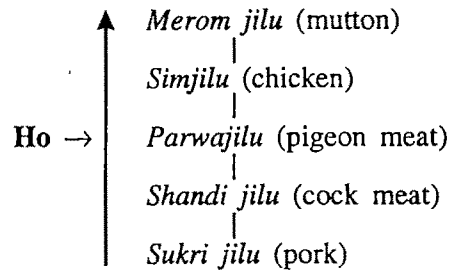 Merom jilu (mutton)
Simjilu (chicken)
Ho → Parwajilu (pigeon meat)
Shandi jilu (cock meat)
Sukri jilu (pork)